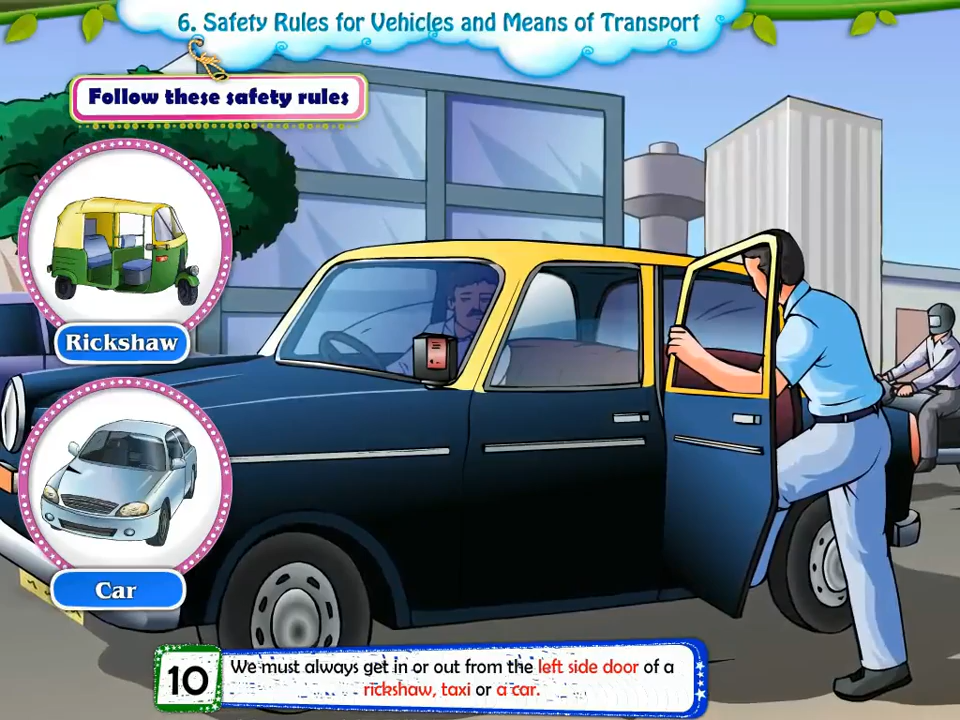 6. Safety Rules for Vehicles and Means of Transport
Follow these safety rules
Rickshaw
Car
10
We must always get in or out from the left side door of a
rickshaw, taxi or a car.